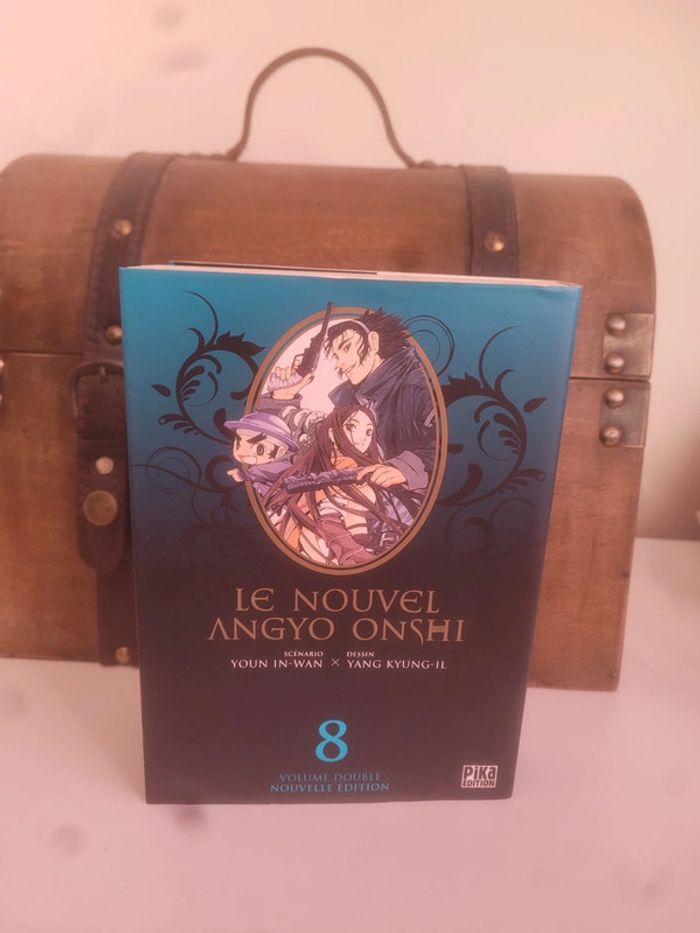 LE NOUVEL
ANGYO ONSHI
SCÉNARIO DESSIN
YOUN IN-WAN × YANG KYUNG-IL
8
VOLUME DOUBLE
NOUVELLE ÉDITION
PIKA
ÉDITION